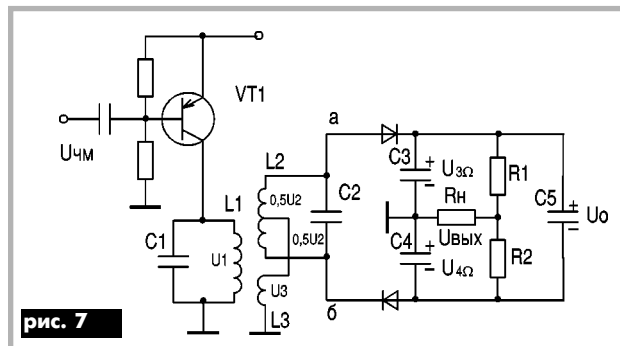 VT1
UЧМ
C1
L1
U1
L2
0,5U2
0,5U2
U3
L3
C2
а
б
C3
+
−
U3Ω
Rн
Uвых
C4
+
−
U4Ω
R1
R2
C5
+
−
Uо
рис. 7